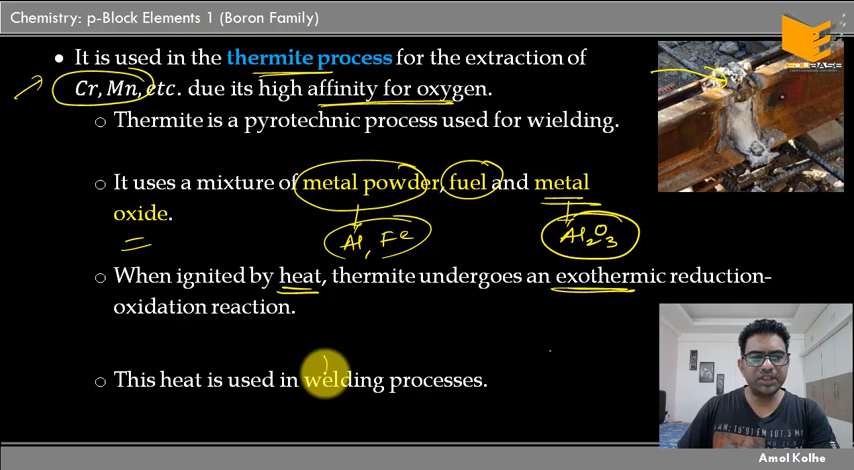 Chemistry: p-Block Elements 1 (Boron Family)
EDUBASE
• It is used in the thermite process for the extraction of
Cr, Mn, etc. due its high affinity for oxygen.
○ Thermite is a pyrotechnic process used for wielding.
○ It uses a mixture of metal powder, fuel and metal
oxide.
Al, Fe
Al2O3
○ When ignited by heat, thermite undergoes an exothermic reduction-
oxidation reaction.
○ This heat is used in welding processes.
Amol Kolhe